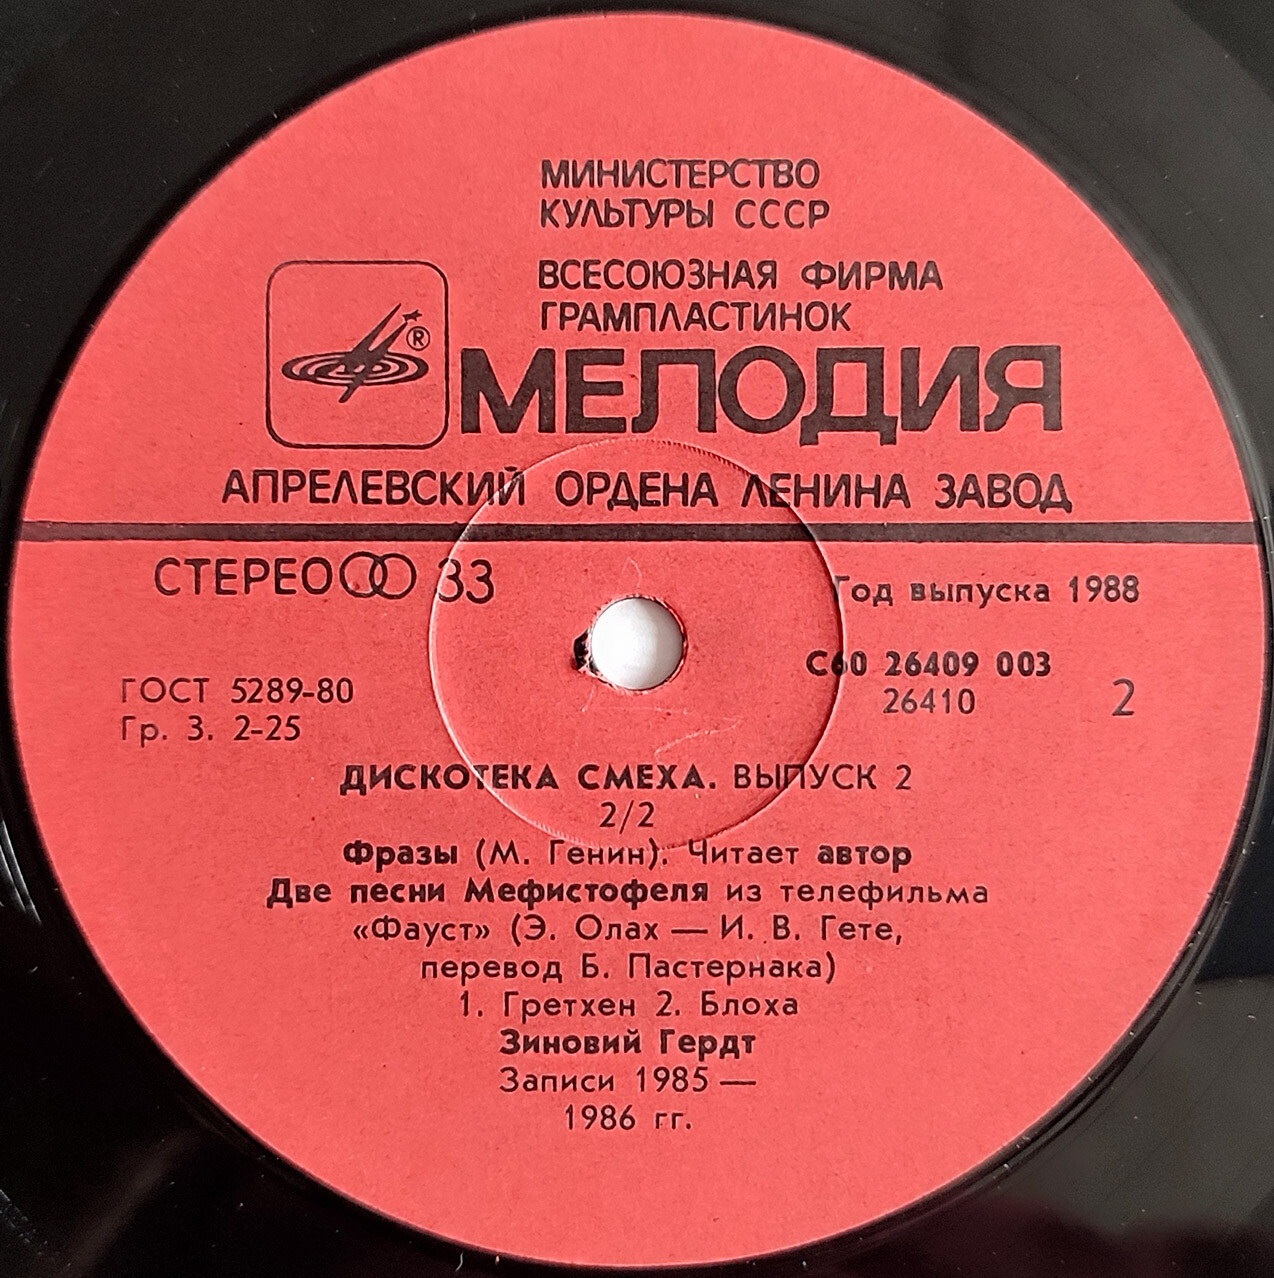 МИНИСТЕРСТВО
КУЛЬТУРЫ СССР
ВСЕСОЮЗНАЯ ФИРМА
ГРАМПЛАСТИНОК
®
МЕЛОДИЯ
АПРЕЛЕВСКИЙ ОРДЕНА ЛЕНИНА ЗАВОД
СТЕРЕО 33
Год выпуска 1988
С60 26409 003
ГОСТ 5289-80
26410 2
Гр. 3. 2-25
ДИСКОТЕКА СМЕХА. ВЫПУСК 2
2/2
Фразы (М. Генин). Читает автор
Две песни Мефистофеля из телефильма
«Фауст» (Э. Олах — И. В. Гете,
перевод Б. Пастернака)
1. Гретхен 2. Блоха
Зиновий Гердт
Записи 1985 —
1986 гг.